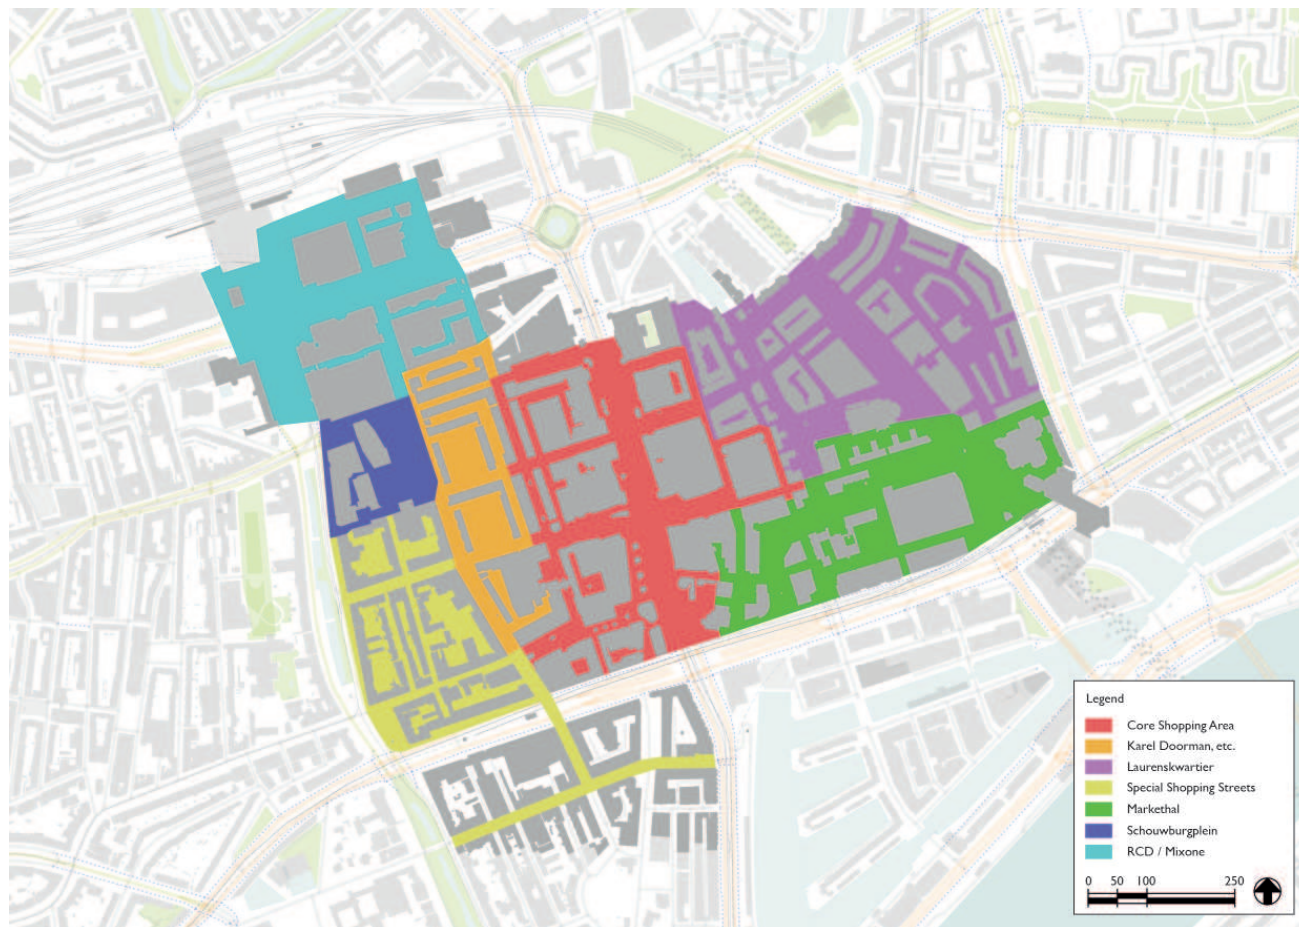 Legend
Core Shopping Area
Karel Doorman, etc.
Laurenskwartier
Special Shopping Streets
Markethal
Schouwburgplein
RCD / Mixone
0 50 100 250